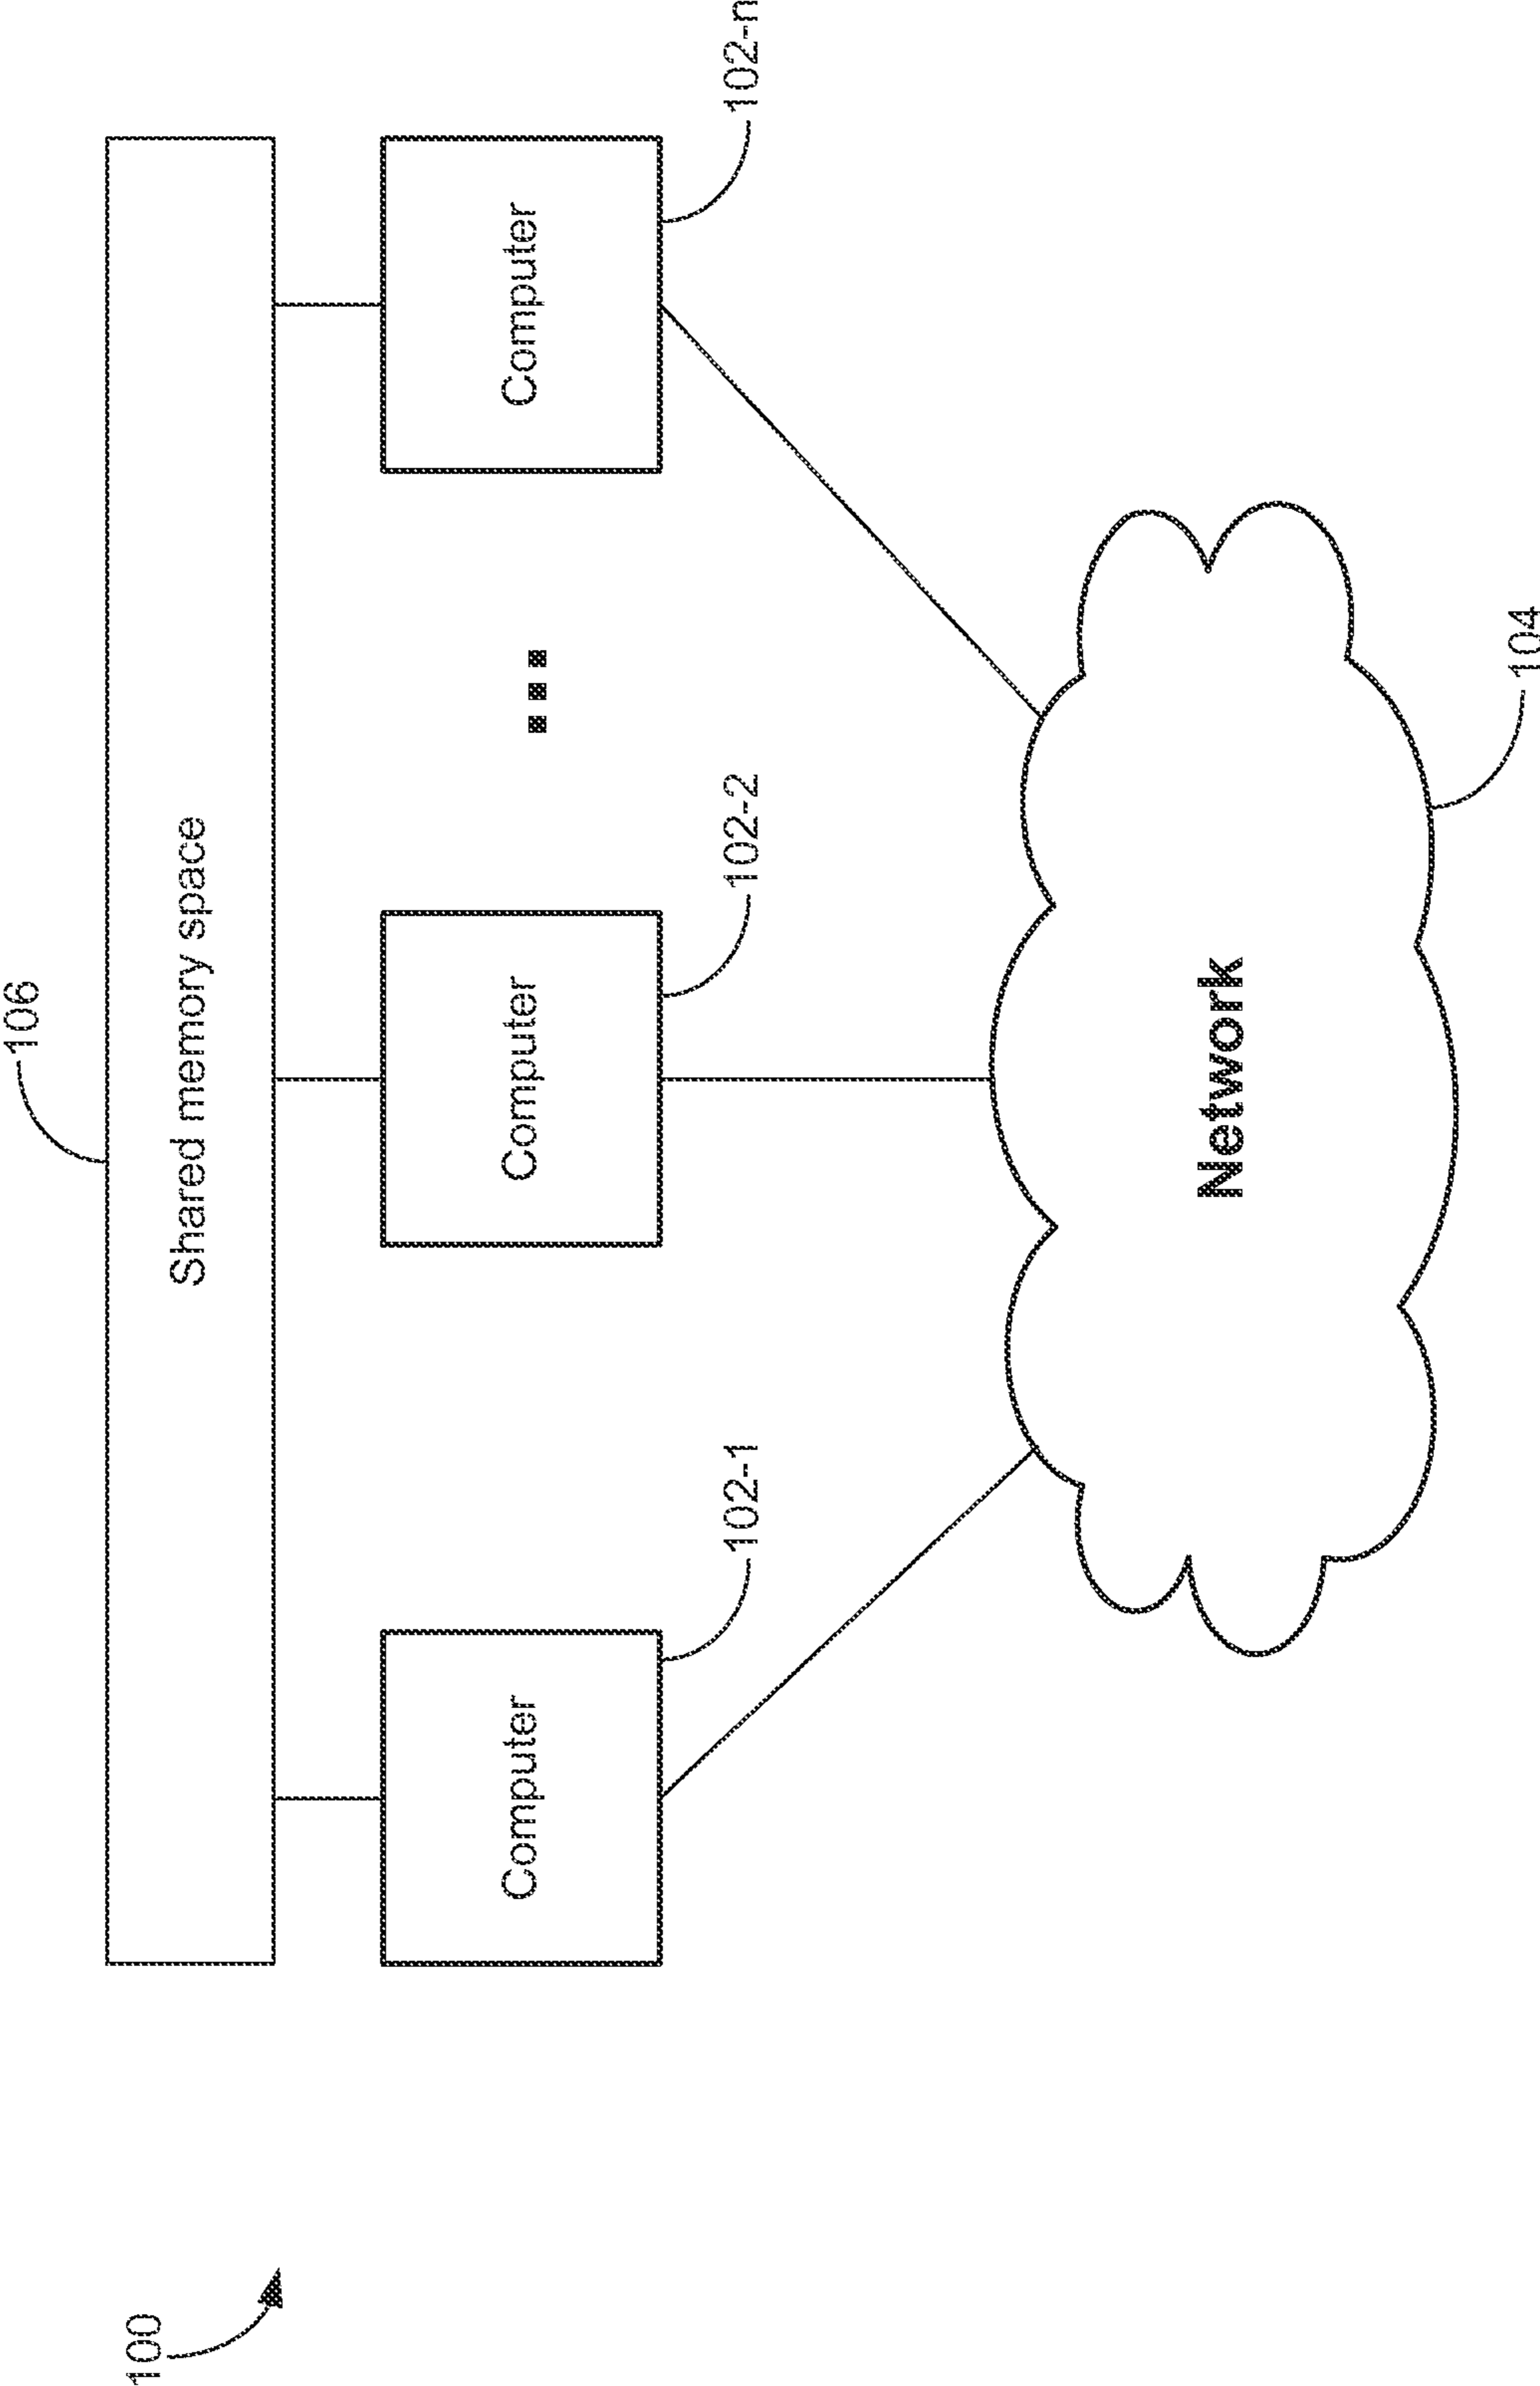 100
106
Shared memory space
Computer
Computer
Computer
102-1
102-2
102-n
Network
104